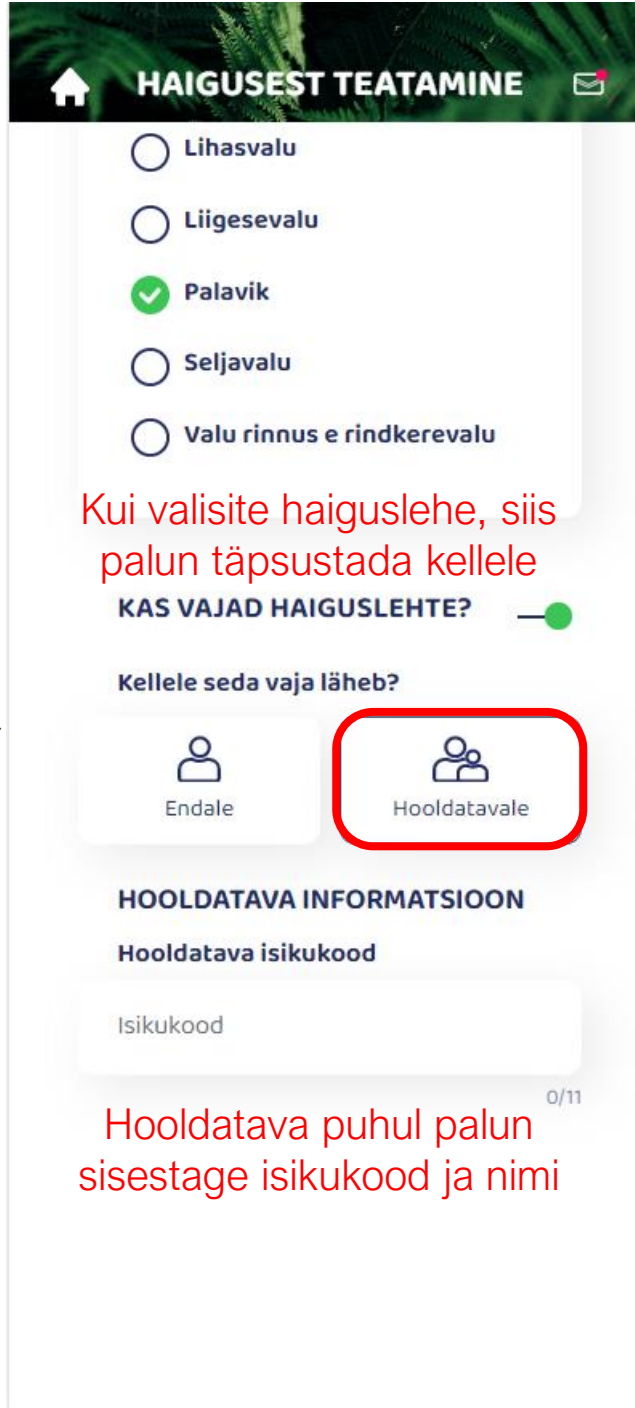 HAIGUSEST TEATAMINE
Lihasvalu
Liigesevalu
Palavik
Seljavalu
Valu rinnus e rindkerevalu
Kui valisite haiguslehe, siis
palun täpsustada kellele
KAS VAJAD HAIGUSLEHTE?
Kellele seda vaja läheb?
Endale
Hooldatavale
HOOLDATAVA INFORMATSIOON
Hooldatava isikukood
Isikukood
0/11
Hooldatava puhul palun
sisestage isikukood ja nimi